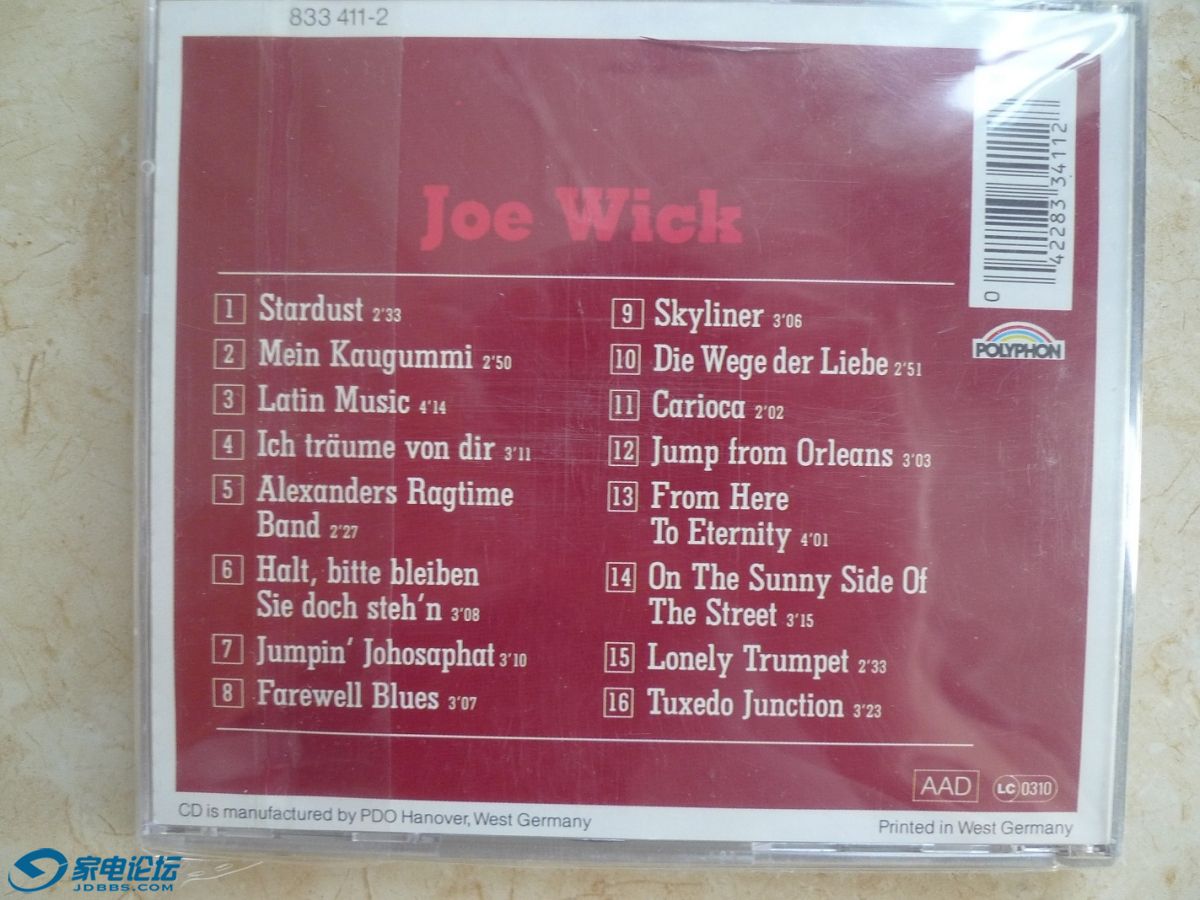 833 411-2
0 42283 34112
Joe Wick
POLYPHON
1 Stardust 2'33
2 Mein Kaugummi 2'50
3 Latin Music 4'14
4 Ich träume von dir 3'11
5 Alexanders Ragtime
Band 2'27
6 Halt, bitte bleiben
Sie doch steh'n 3'08
7 Jumpin' Johosaphat 3'10
8 Farewell Blues 3'07
9 Skyliner 3'06
10 Die Wege der Liebe 2'51
11 Carioca 2'02
12 Jump from Orleans 3'03
13 From Here
To Eternity 4'01
14 On The Sunny Side Of
The Street 3'15
15 Lonely Trumpet 2'33
16 Tuxedo Junction 3'23
AAD
LC 0310
CD is manufactured by PDO Hanover, West Germany
Printed in West Germany
家电论坛
JDBBS.COM